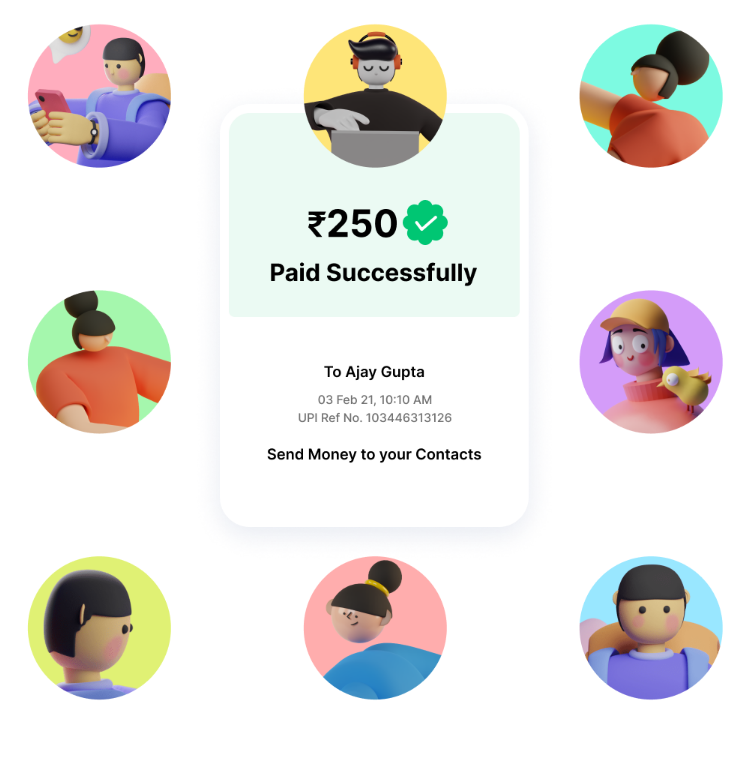 ₹250
Paid Successfully
To Ajay Gupta
03 Feb 21, 10:10 AM
UPI Ref No. 103446313126
Send Money to your Contacts